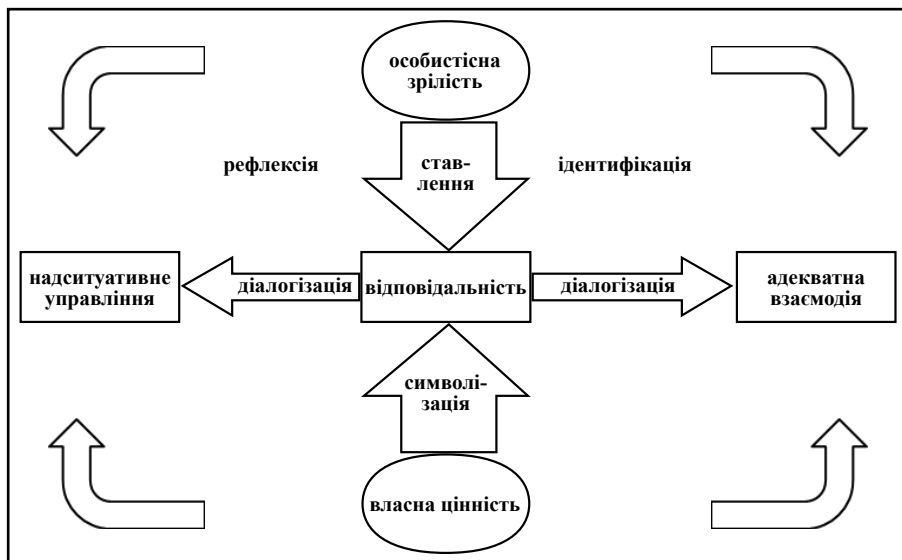 особистісна
зрілість
рефлексія
став-
лення
ідентифікація
надситуативне
управління
діалогізація
відповідальність
діалогізація
адекватна
взаємодія
символі-
зація
власна цінність